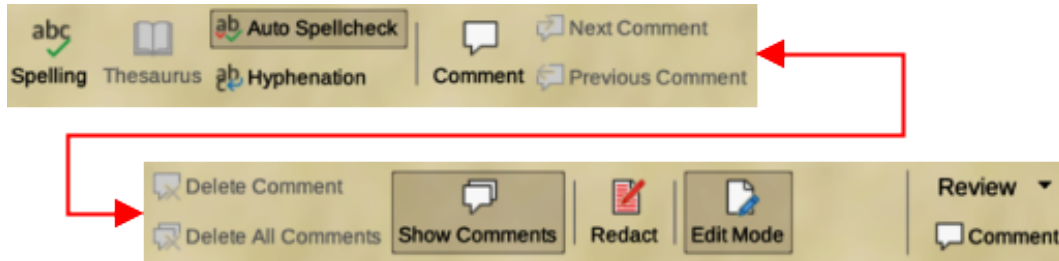 abc ab Auto Spellcheck Next Comment
Spelling Thesaurus ab Hyphenation Comment Previous Comment
Delete Comment Review
Delete All Comments Show Comments Redact Edit Mode Comment